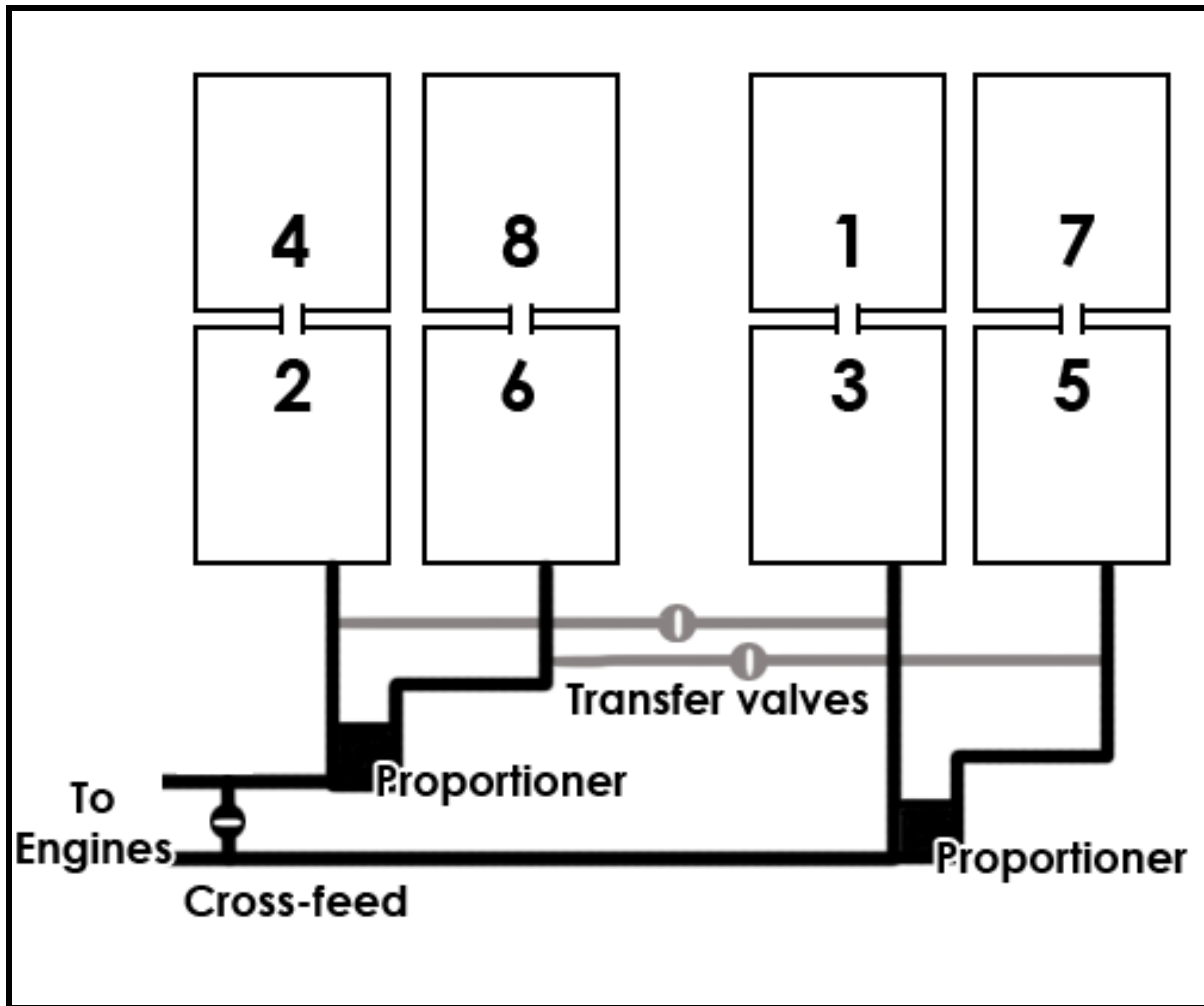 4 8 1 7
2 6 3 5
Transfer valves
Proportioner
To
Engines
Proportioner
Cross-feed